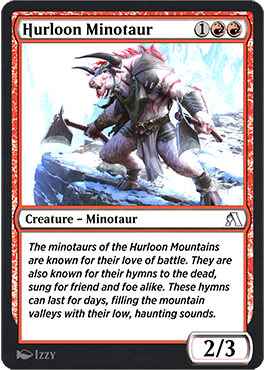 Hurloon Minotaur 1
Creature – Minotaur
The minotaurs of the Hurloon Mountains
are known for their love of battle. They are
also known for their hymns to the dead,
sung for friend and foe alike. These hymns
can last for days, filling the mountain
valleys with their low, haunting sounds.
Izzy
2/3